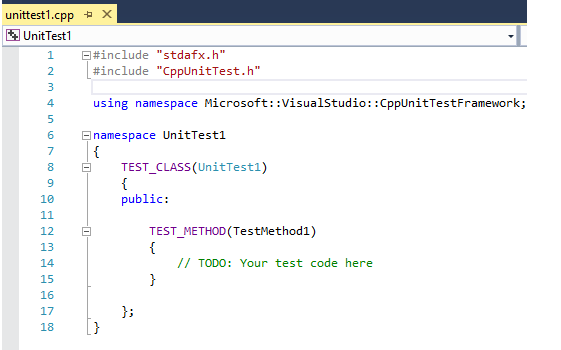 unittest1.cpp
UnitTest1
1 #include "stdafx.h"
2 #include "CppUnitTest.h"
3
4 using namespace Microsoft::VisualStudio::CppUnitTestFramework;
5
6 namespace UnitTest1
7 {
8 TEST_CLASS(UnitTest1)
9 {
10 public:
11
12 TEST_METHOD(TestMethod1)
13 {
14 // TODO: Your test code here
15 }
16
17 };
18 }